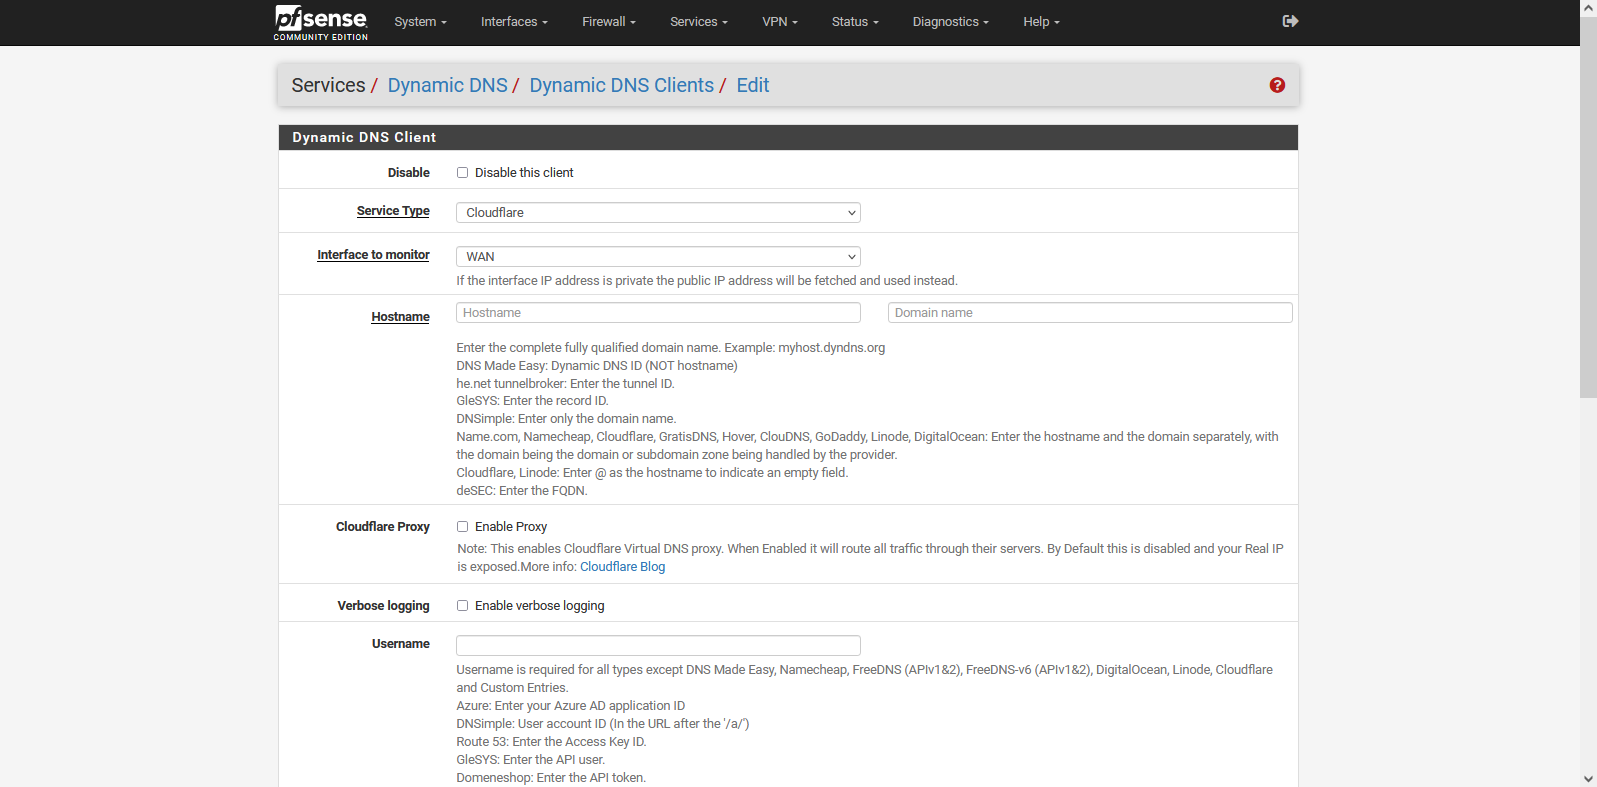 pfsense
COMMUNITY EDITION
System Interfaces Firewall Services VPN Status Diagnostics Help
Services / Dynamic DNS / Dynamic DNS Clients / Edit
Dynamic DNS Client
Disable Disable this client
Service Type Cloudflare
Interface to monitor WAN
If the interface IP address is private the public IP address will be fetched and used instead.
Hostname Hostname Domain name
Enter the complete fully qualified domain name. Example: myhost.dyndns.org
DNS Made Easy: Dynamic DNS ID (NOT hostname)
he.net tunnelbroker: Enter the tunnel ID.
GleSYS: Enter the record ID.
DNSimple: Enter only the domain name.
Name.com, Namecheap, Cloudflare, GratisDNS, Hover, ClouDNS, GoDaddy, Linode, DigitalOcean: Enter the hostname and the domain separately, with
the domain being the domain or subdomain zone being handled by the provider.
Cloudflare, Linode: Enter @ as the hostname to indicate an empty field.
deSEC: Enter the FQDN.
Cloudflare Proxy Enable Proxy
Note: This enables Cloudflare Virtual DNS proxy. When Enabled it will route all traffic through their servers. By Default this is disabled and your Real IP
is exposed.More info: Cloudflare Blog
Verbose logging Enable verbose logging
Username
Username is required for all types except DNS Made Easy, Namecheap, FreeDNS (APIv1&2), FreeDNS-v6 (APIv1&2), DigitalOcean, Linode, Cloudflare
and Custom Entries.
Azure: Enter your Azure AD application ID
DNSimple: User account ID (In the URL after the '/a/')
Route 53: Enter the Access Key ID.
GleSYS: Enter the API user.
Domeneshop: Enter the API token.